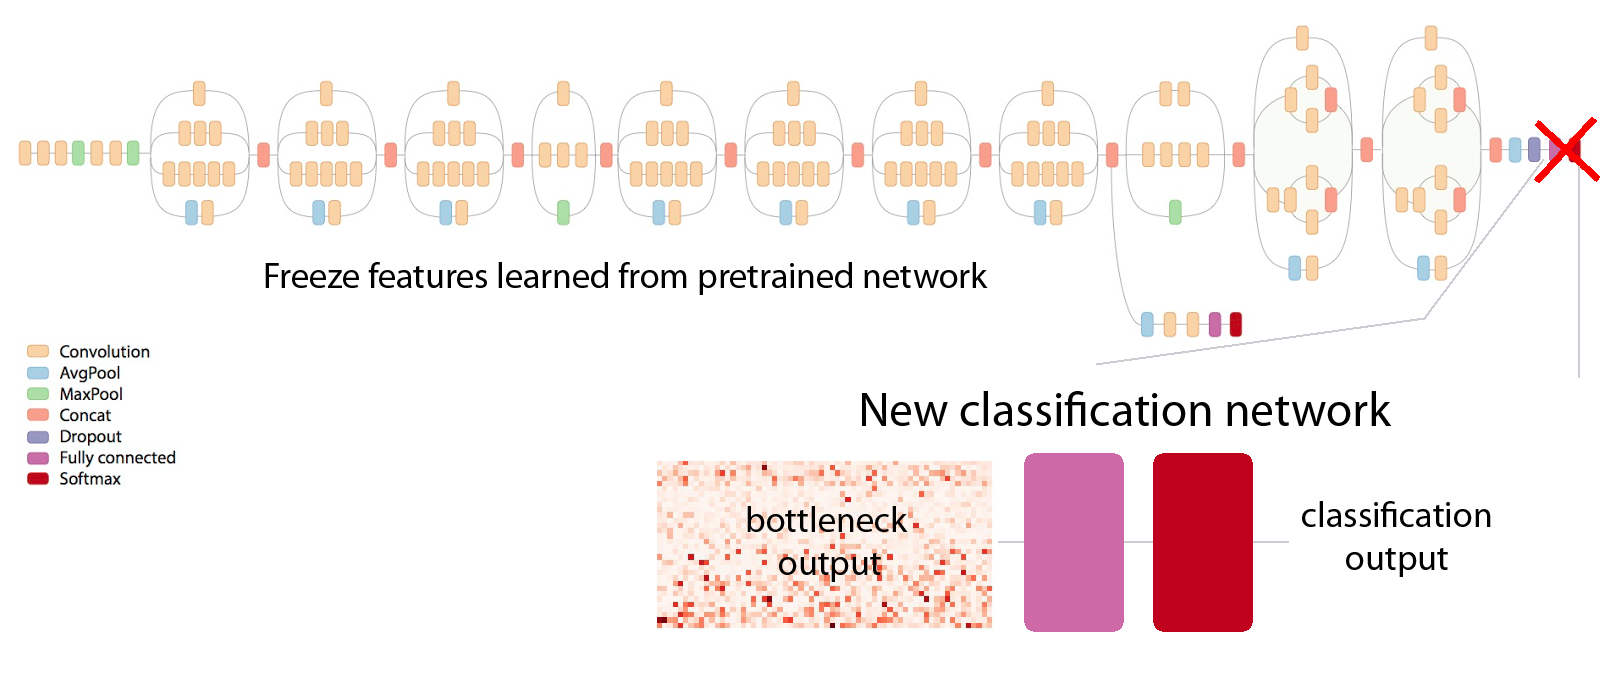 Freeze features learned from pretrained network
Convolution
AvgPool
MaxPool
Concat
Dropout
Fully connected
Softmax
New classification network
bottleneck
output
classification
output